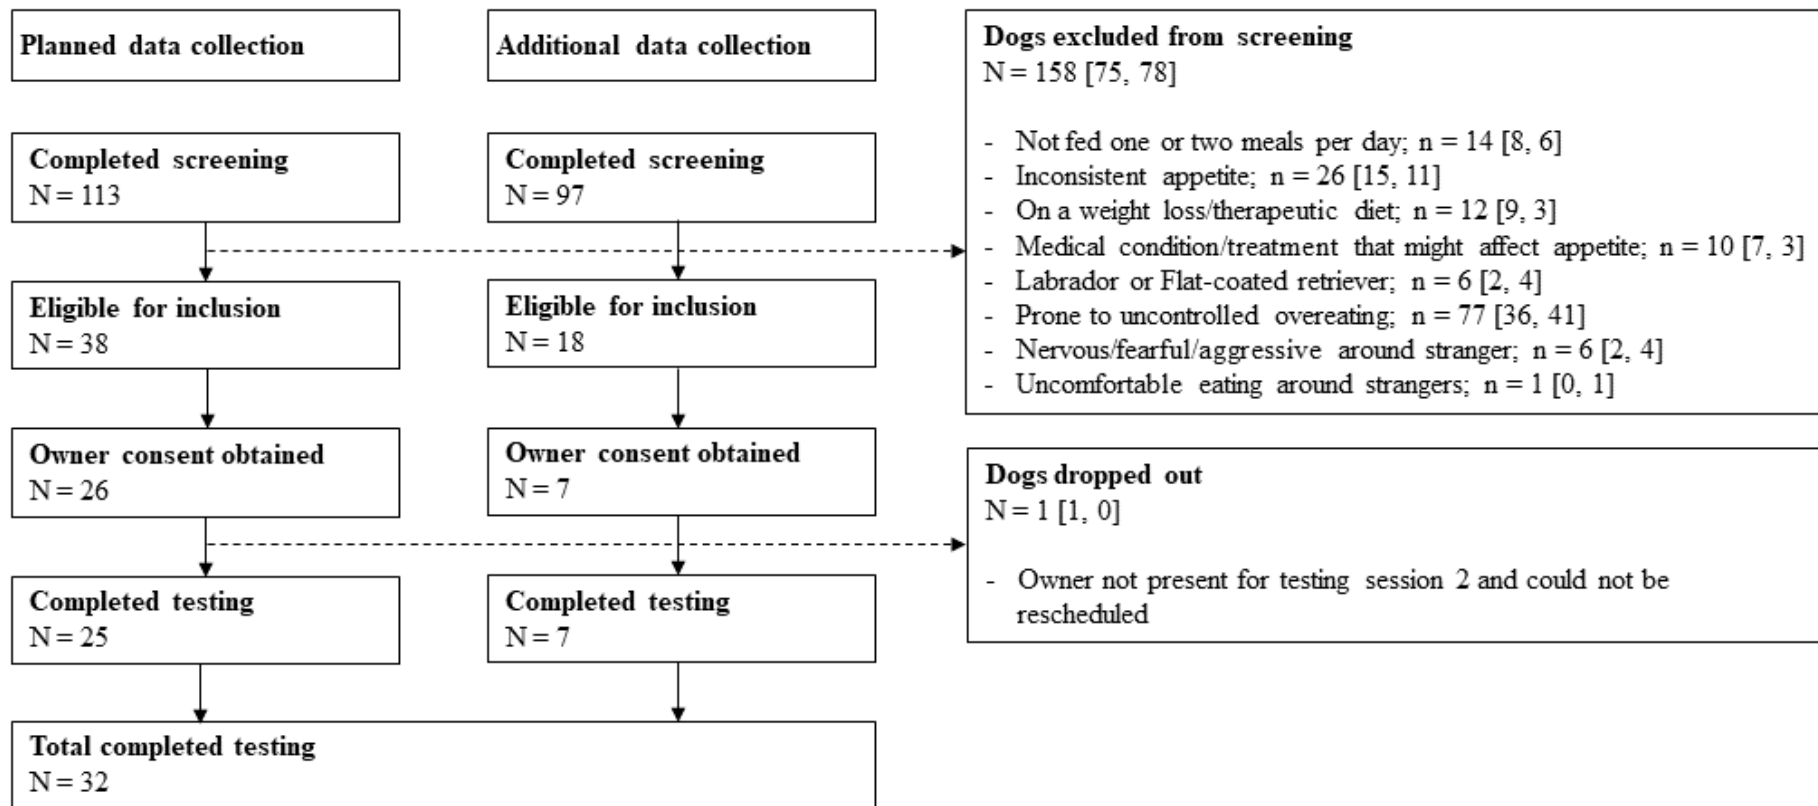 Planned data collection
Additional data collection
Completed screening
N = 113
Completed screening
N = 97
Eligible for inclusion
N = 38
Eligible for inclusion
N = 18
Owner consent obtained
N = 26
Owner consent obtained
N = 7
Completed testing
N = 25
Completed testing
N = 7
Total completed testing
N = 32
Dogs excluded from screening
N = 158 [75, 78]
- Not fed one or two meals per day; n = 14 [8, 6]
- Inconsistent appetite; n = 26 [15, 11]
- On a weight loss/therapeutic diet; n = 12 [9, 3]
- Medical condition/treatment that might affect appetite; n = 10 [7, 3]
- Labrador or Flat-coated retriever; n = 6 [2, 4]
- Prone to uncontrolled overeating; n = 77 [36, 41]
- Nervous/fearful/aggressive around stranger; n = 6 [2, 4]
- Uncomfortable eating around strangers; n = 1 [0, 1]
Dogs dropped out
N = 1 [1, 0]
- Owner not present for testing session 2 and could not be
rescheduled